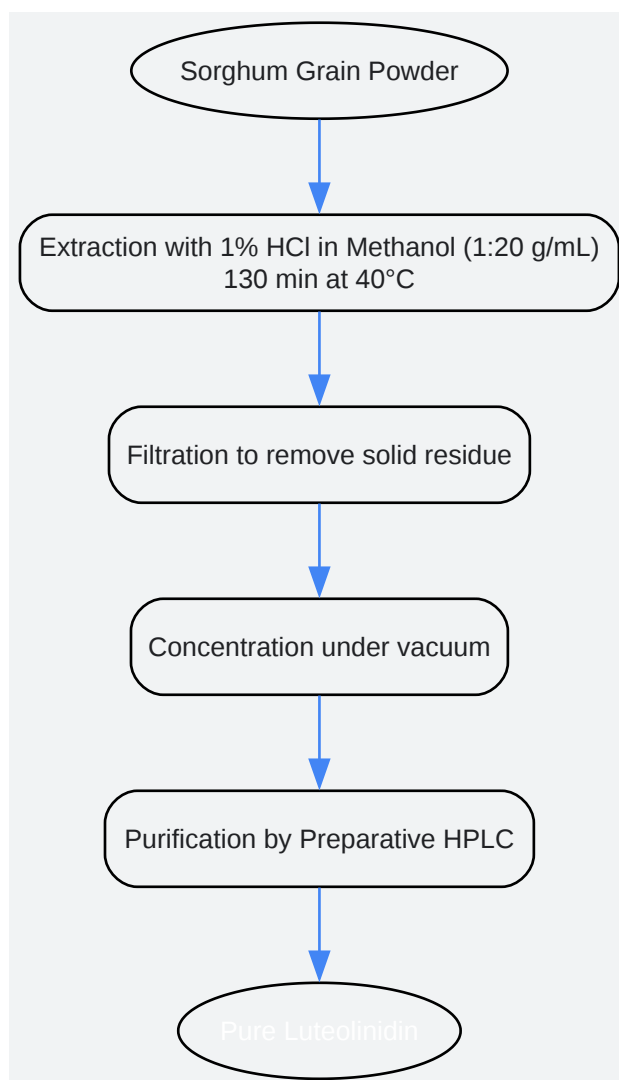 Sorghum Grain Powder
Extraction with 1% HCl in Methanol (1:20 g/mL)
130 min at 40°C
Filtration to remove solid residue
Concentration under vacuum
Purification by Preparative HPLC
Pure Luteolinidin